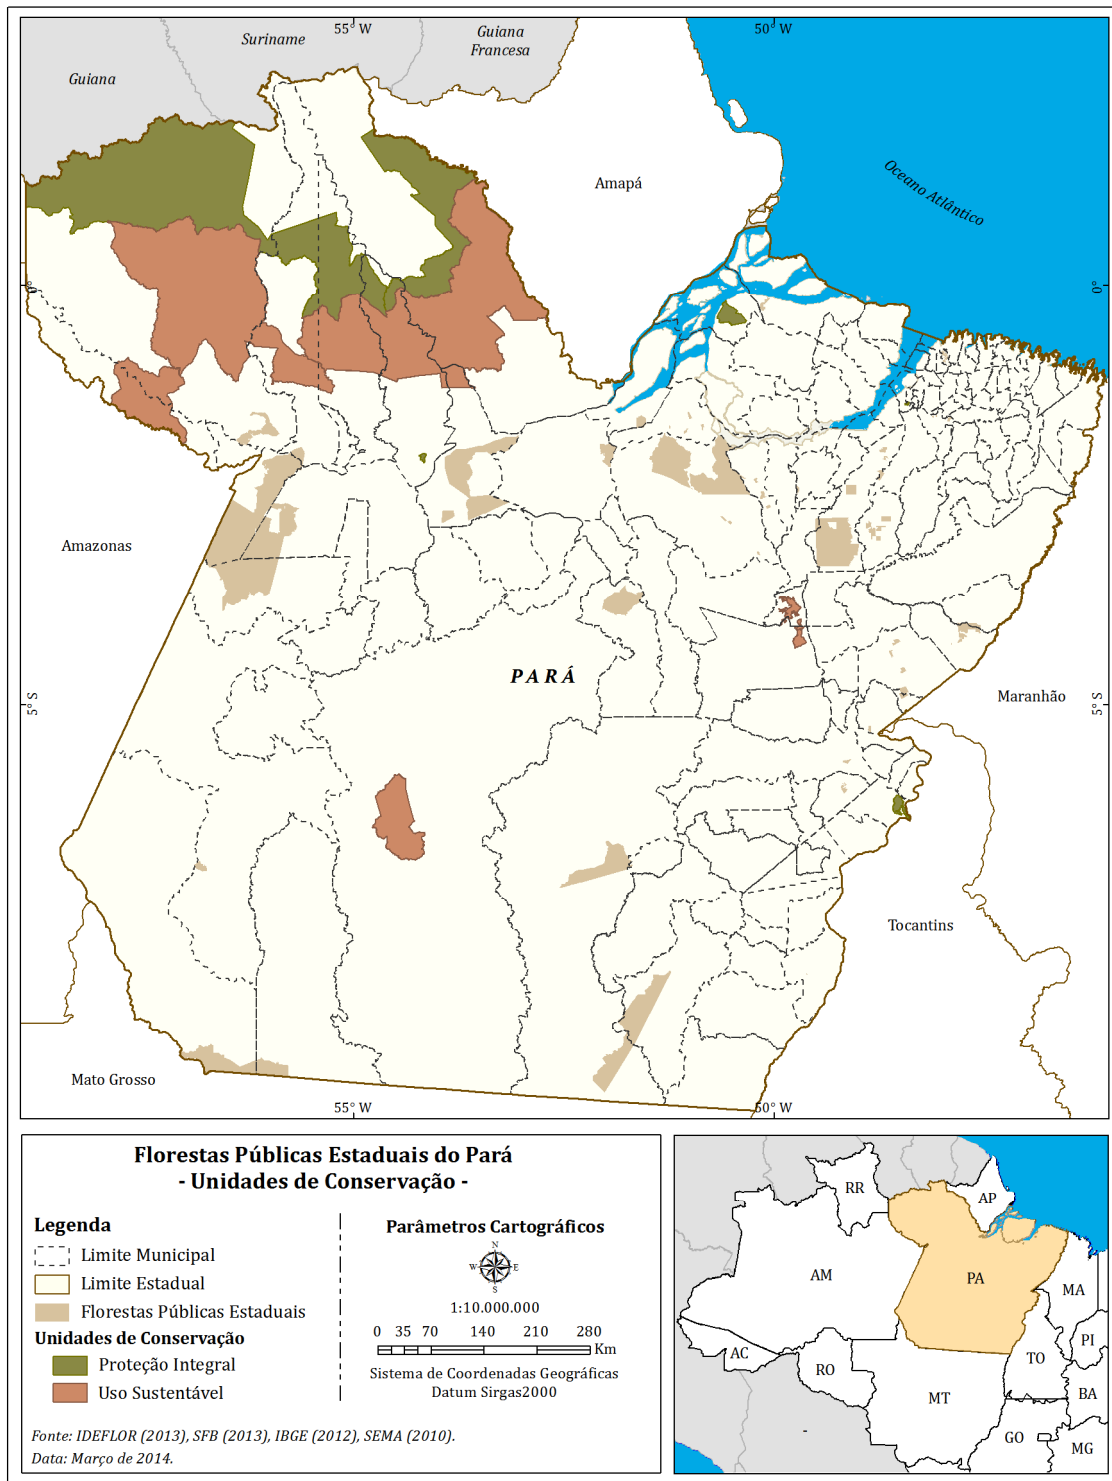 55° W
50° W
Suriname
Guiana
Francesa
Guiana
Oceano Atlântico
Amapá
0°
0°
Amazonas
PARÁ
5° S
5° S
Maranhão
Tocantins
Mato Grosso
55° W
50° W
Florestas Públicas Estaduais do Pará
- Unidades de Conservação -
Legenda
Limite Municipal
Limite Estadual
Florestas Públicas Estaduais
Unidades de Conservação
Proteção Integral
Uso Sustentável
Parâmetros Cartográficos
N
W E
S
1:10.000.000
0 35 70 140 210 280
Km
Sistema de Coordenadas Geográficas
Datum Sirgas2000
Fonte: IDEFLOR (2013), SFB (2013), IBGE (2012), SEMA (2010).
Data: Março de 2014.
RR
AP
AM
PA
MA
PI
AC
RO
TO
BA
MT
GO
MG